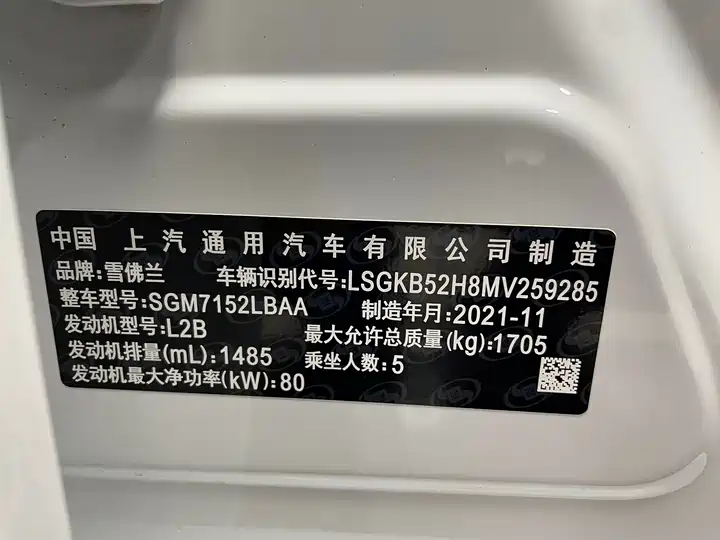 中国 上汽通用汽车有限公司制造
品牌:雪佛兰 车辆识别代号:LSGKB52H8MV259285
整车型号:SGM7152LBAA 制造年月:2021-11
发动机型号:L2B 最大允许总质量(kg):1705
发动机排量(mL):1485 乘坐人数:5
发动机最大净功率(kW):80